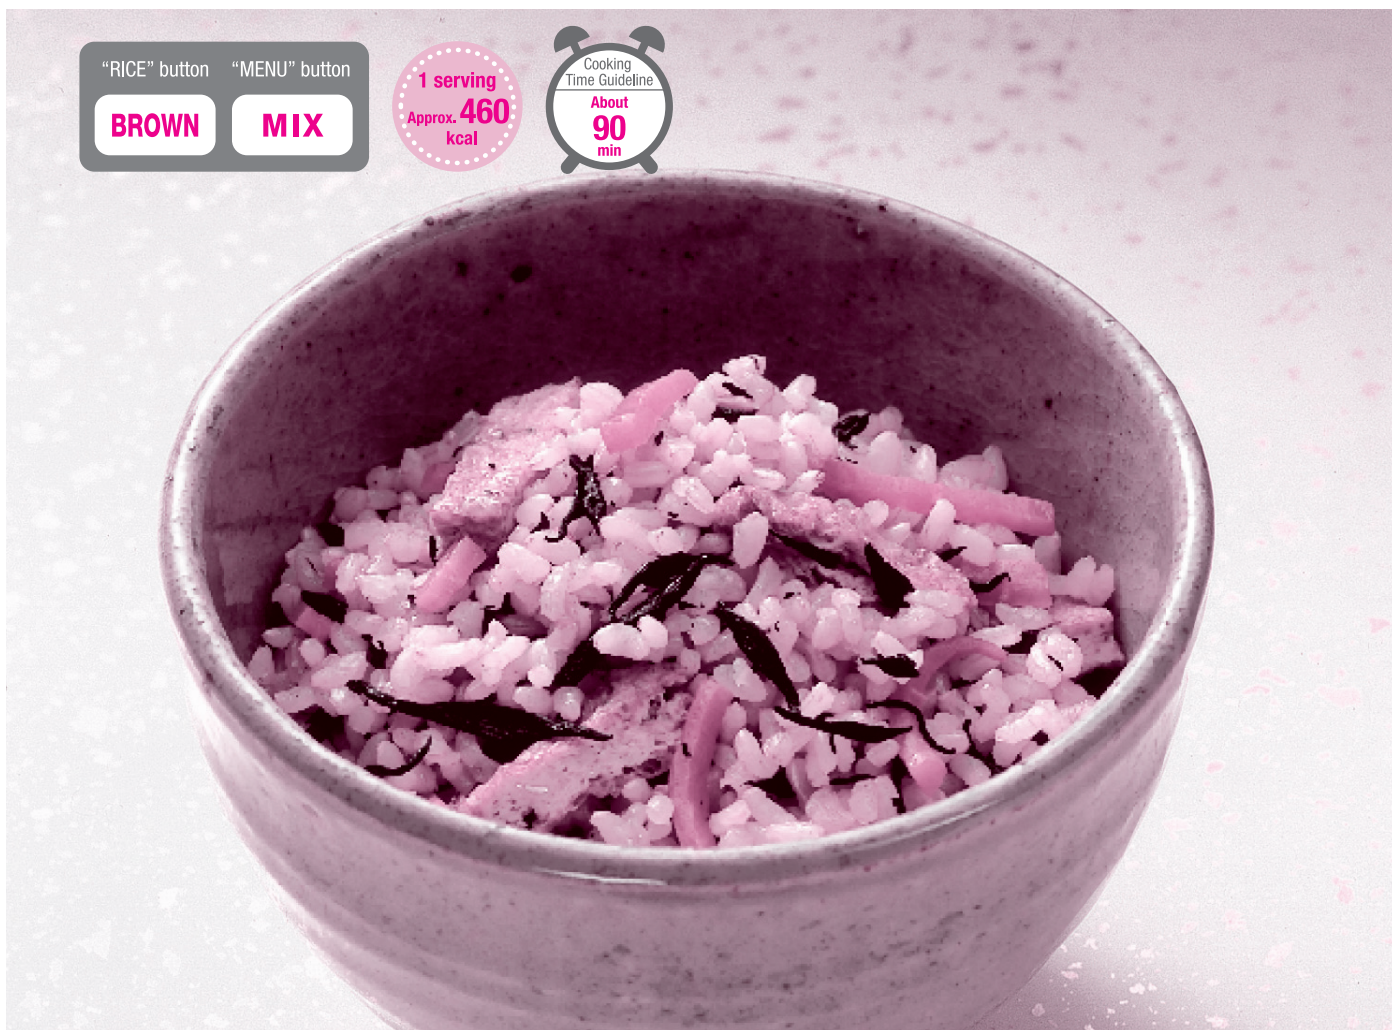 “RICE” button “MENU” button
BROWN MIX
1 serving
Approx. 460
kcal
Cooking
Time Guideline
About
90
min